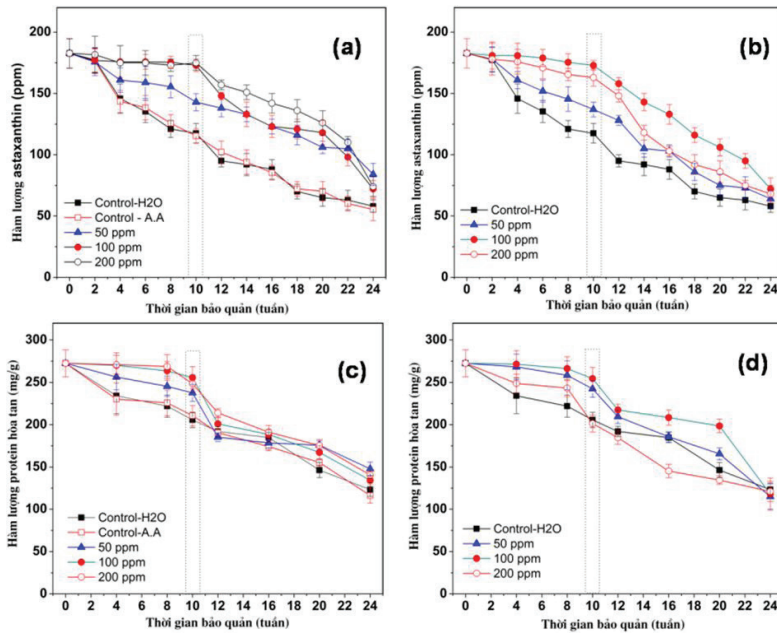 (a)
200
150
100
50
0
Hàm lượng astaxanthin (ppm)
Control-H2O
Control - A.A
50 ppm
100 ppm
200 ppm
0 2 4 6 8 10 12 14 16 18 20 22 24
Thời gian bảo quản (tuần)
(b)
200
150
100
50
0
Hàm lượng astaxanthin (ppm)
Control-H2O
50 ppm
100 ppm
200 ppm
0 2 4 6 8 10 12 14 16 18 20 22 24
Thời gian bảo quản (tuần)
(c)
300
250
200
150
100
50
0
Hàm lượng protein hòa tan (mg/g)
Control-H2O
Control-A.A
50 ppm
100 ppm
200 ppm
0 2 4 6 8 10 12 14 16 18 20 22 24
Thời gian bảo quản (tuần)
(d)
300
250
200
150
100
50
0
Hàm lượng protein hòa tan (mg/g)
Control-H2O
50 ppm
100 ppm
200 ppm
0 2 4 6 8 10 12 14 16 18 20 22 24
Thời gian bảo quản (tuần)